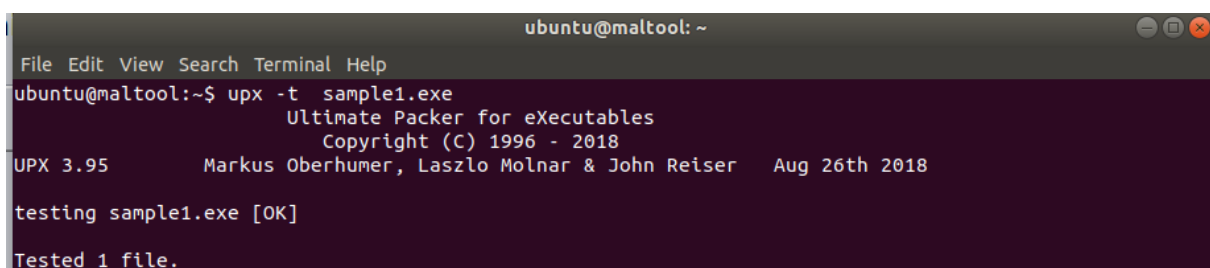 ubuntu@maltool: ~
File Edit View Search Terminal Help
ubuntu@maltool:~$ upx -t  sample1.exe
Ultimate Packer for eXecutables
Copyright (C) 1996 - 2018
UPX 3.95        Markus Oberhumer, Laszlo Molnar & John Reiser   Aug 26th 2018
testing sample1.exe [OK]
Tested 1 file.